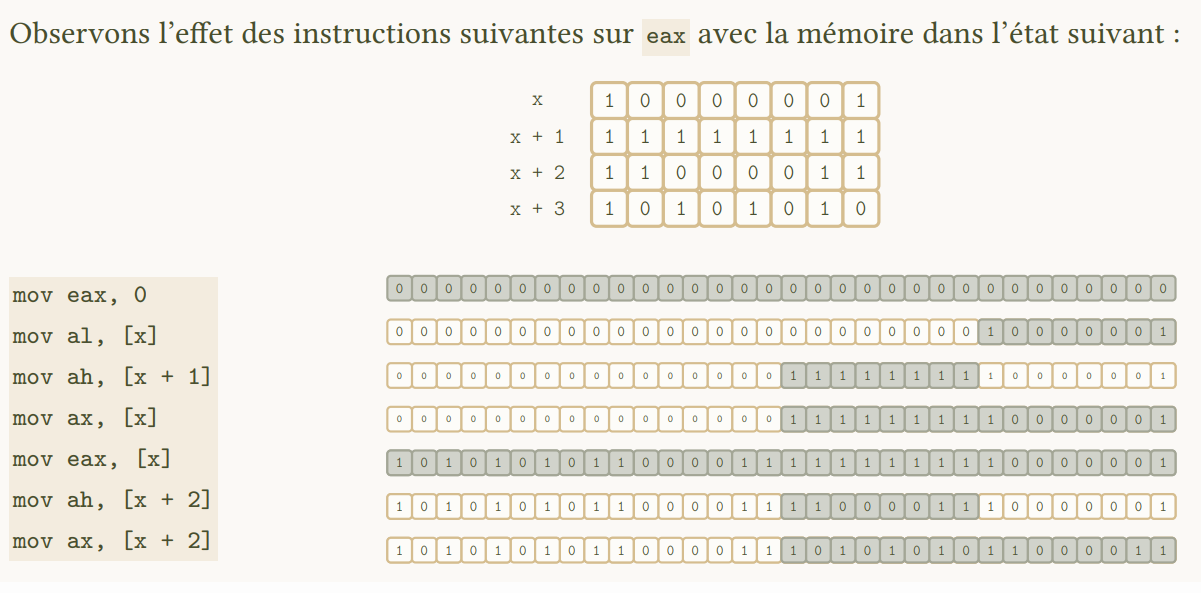 Observons l’effet des instructions suivantes sur eax avec la mémoire dans l’état suivant :
x 1 0 0 0 0 0 0 1
x + 1 1 1 1 1 1 1 1 1
x + 2 1 1 0 0 0 0 1 1
x + 3 1 0 1 0 1 0 1 0
mov eax, 0 0 0 0 0 0 0 0 0 0 0 0 0 0 0 0 0 0 0 0 0 0 0 0 0 0 0 0 0 0 0 0 0
mov al, [x] 0 0 0 0 0 0 0 0 0 0 0 0 0 0 0 0 0 0 0 0 0 0 0 0 1 0 0 0 0 0 0 1
mov ah, [x + 1] 0 0 0 0 0 0 0 0 0 0 0 0 0 0 0 0 1 1 1 1 1 1 1 1 1 0 0 0 0 0 0 1
mov ax, [x] 0 0 0 0 0 0 0 0 0 0 0 0 0 0 0 0 1 1 1 1 1 1 1 1 1 0 0 0 0 0 0 1
mov eax, [x] 1 0 1 0 1 0 1 0 1 1 0 0 0 0 1 1 1 1 1 1 1 1 1 1 1 0 0 0 0 0 0 1
mov ah, [x + 2] 1 0 1 0 1 0 1 0 1 1 0 0 0 0 1 1 1 1 0 0 0 0 1 1 1 0 0 0 0 0 0 1
mov ax, [x + 2] 1 0 1 0 1 0 1 0 1 1 0 0 0 0 1 1 1 0 1 0 1 0 1 0 1 1 0 0 0 0 1 1